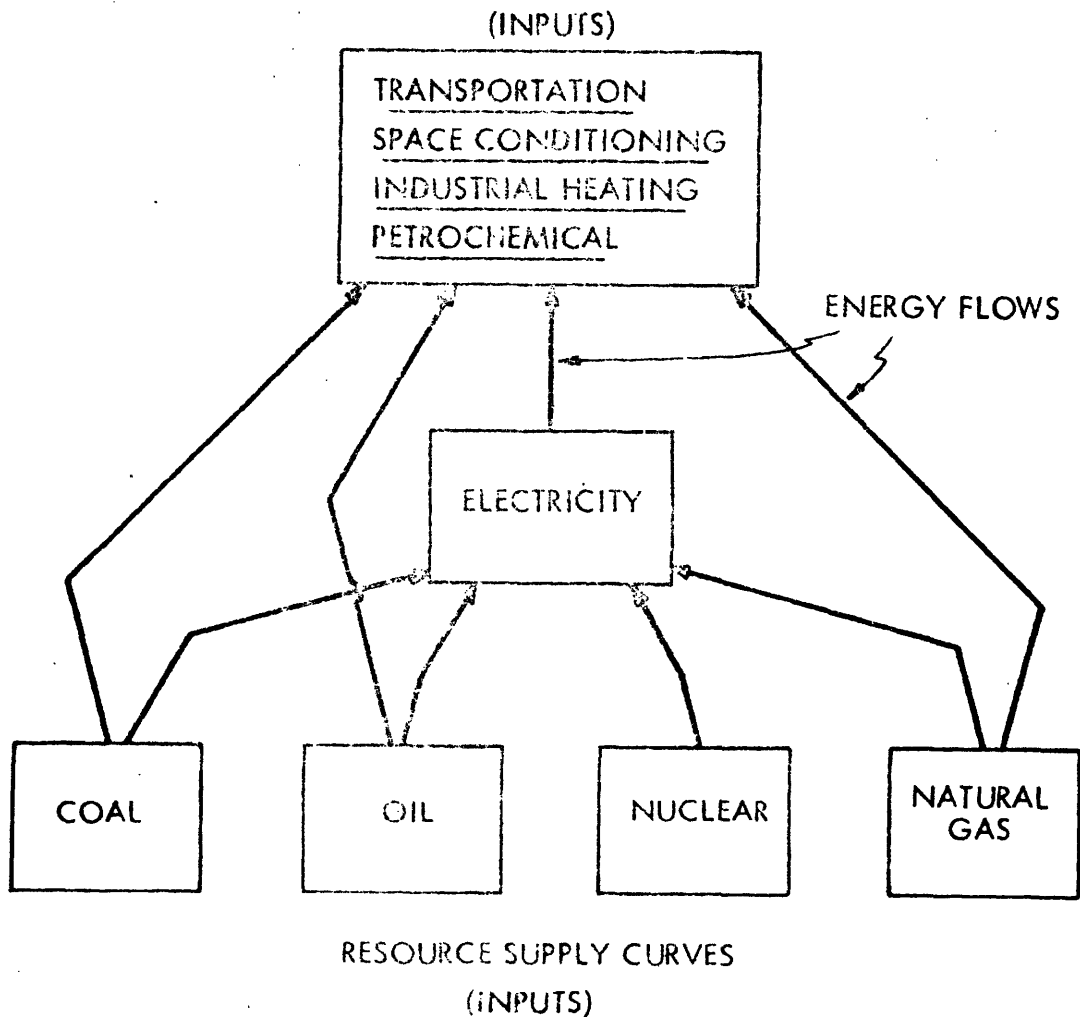 (INPUTS)
TRANSPORTATION
SPACE CONDITIONING
INDUSTRIAL HEATING
PETROCHEMICAL
ENERGY FLOWS
ELECTRICITY
COAL
OIL
NUCLEAR
NATURAL
GAS
RESOURCE SUPPLY CURVES
(INPUTS)